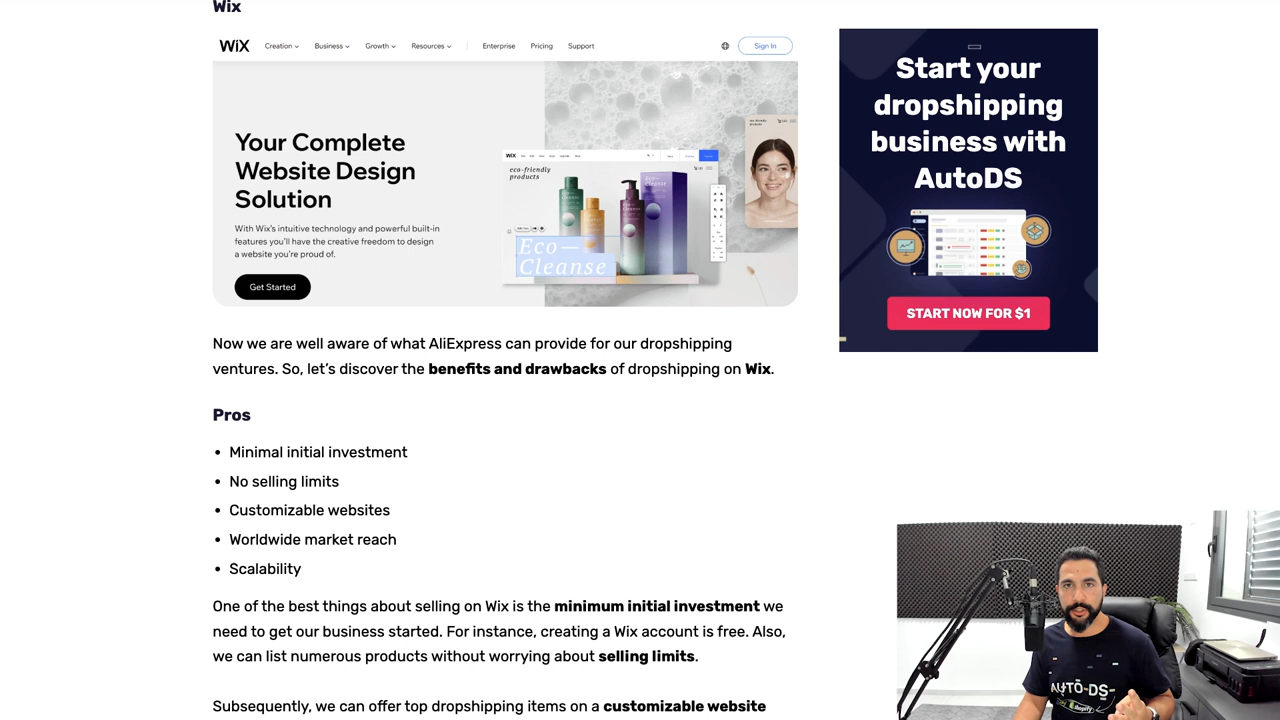 Wix
WiX
Creation Business Growth Resources Enterprise Pricing Support Sign In
Your Complete
Website Design
Solution
With Wix's intuitive technology and powerful built-in
features you'll have the creative freedom to design
a website you're proud of.
Get Started
WiX
eco-friendly
products
Eco—
Cleanse
Start your
dropshipping
business with
AutoDS
START NOW FOR $1
Now we are well aware of what AliExpress can provide for our dropshipping
ventures. So, let's discover the benefits and drawbacks of dropshipping on Wix.
Pros
• Minimal initial investment
• No selling limits
• Customizable websites
• Worldwide market reach
• Scalability
One of the best things about selling on Wix is the minimum initial investment we
need to get our business started. For instance, creating a Wix account is free. Also,
we can list numerous products without worrying about selling limits.
Subsequently, we can offer top dropshipping items on a customizable website
AUTO-DS
shopify